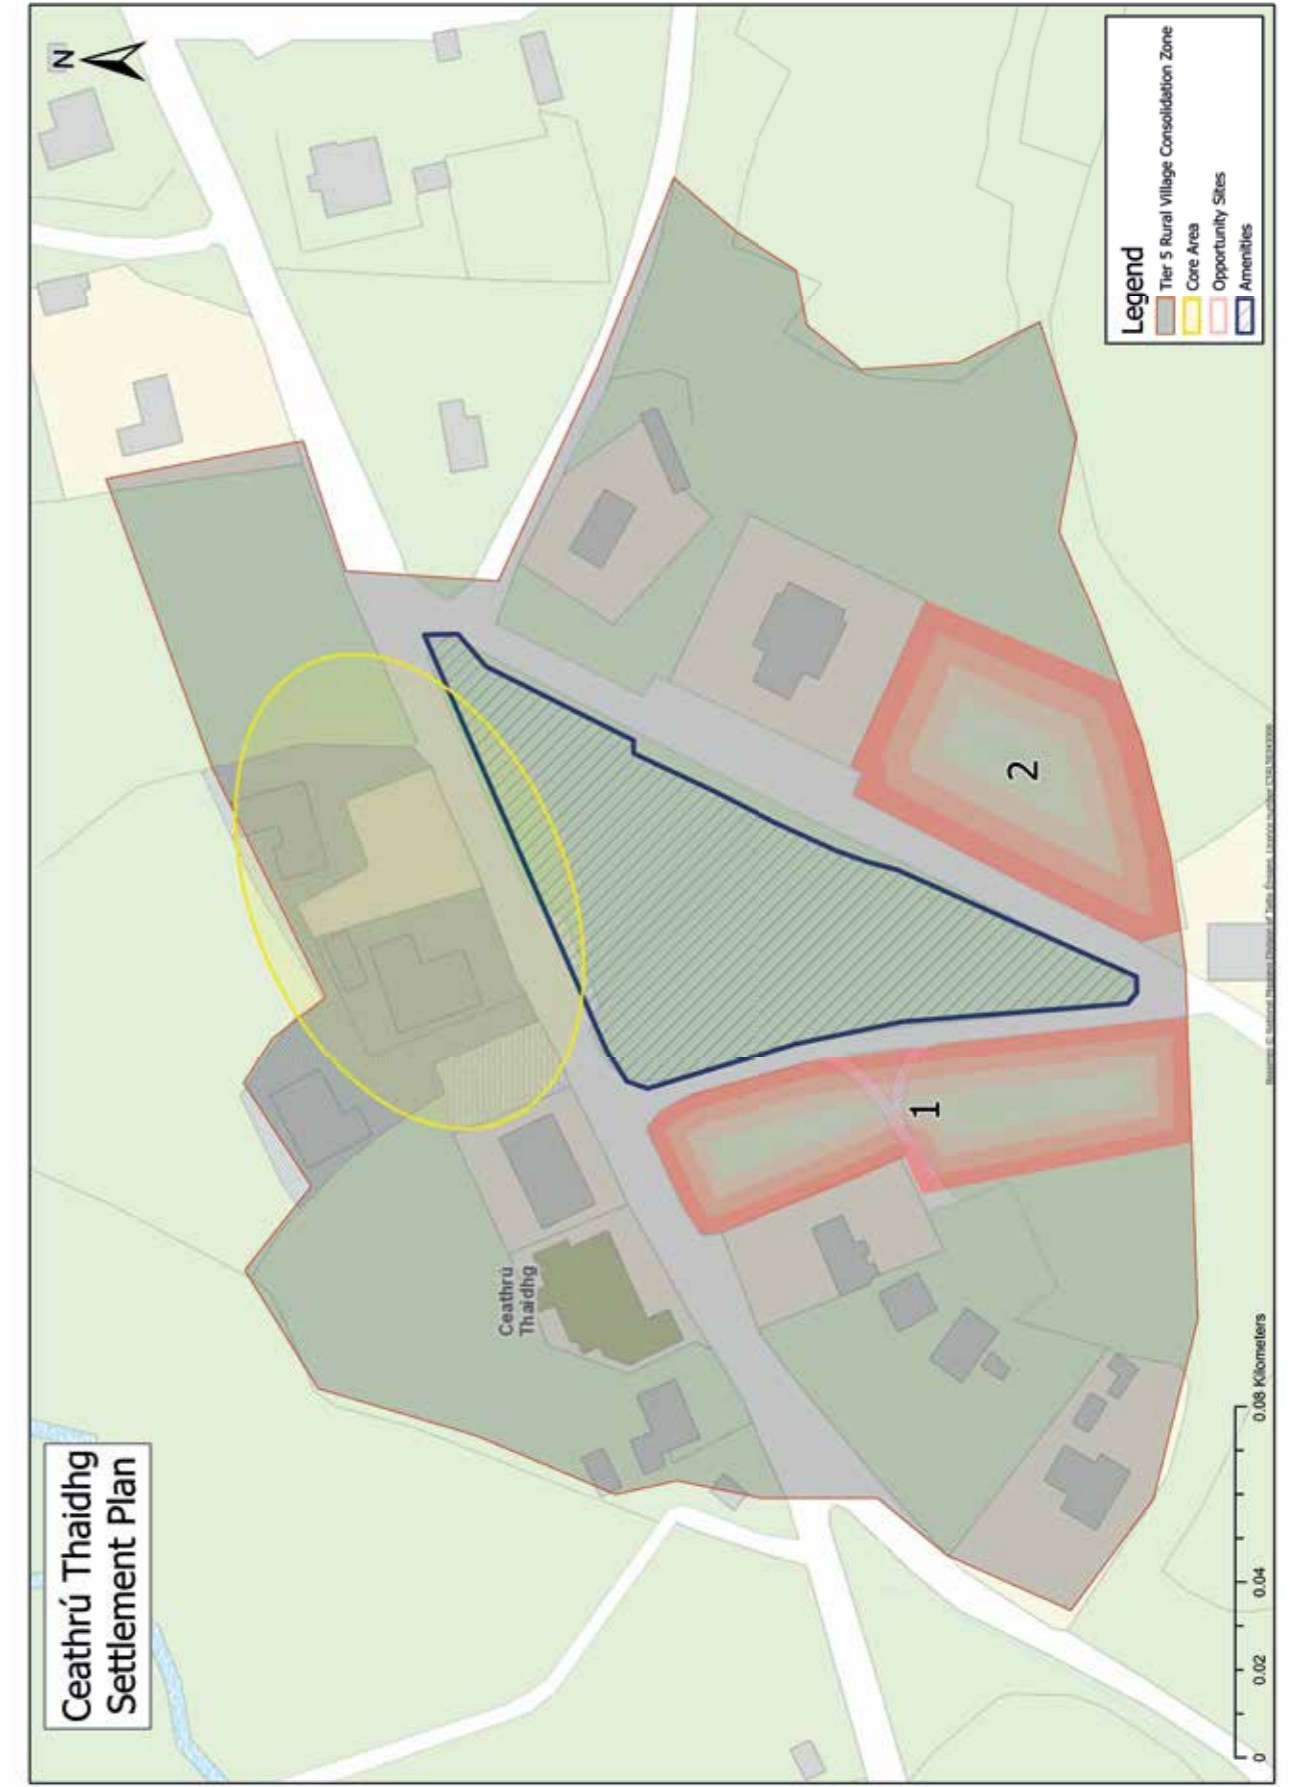 Ceathrú Thaidhg
Settlement Plan
N
Ceathrú
Thaidhg
1
2
Legend
Tier 5 Rural Village Consolidation Zone
Core Area
Opportunity Sites
Amenities
0
0.02
0.04
0.08 Kilometers